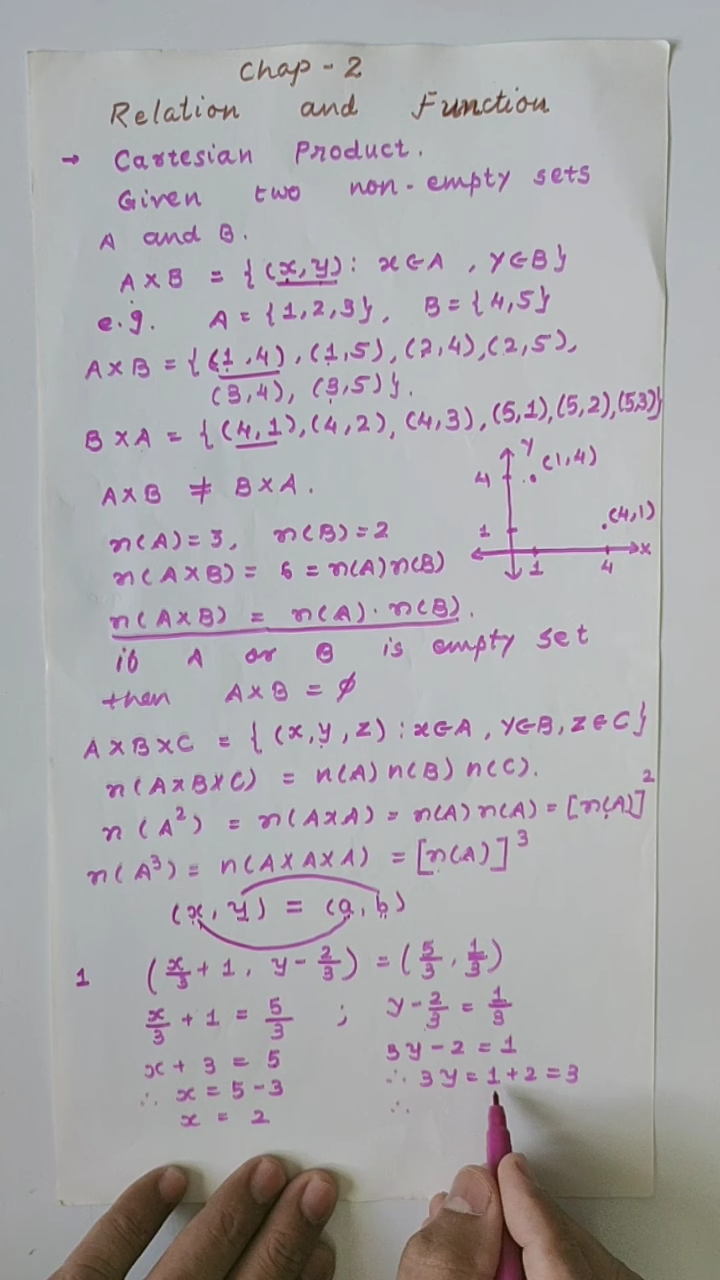 Chap - 2
Relation and Function
→ Cartesian Product.
Given two non-empty sets
A and B.
A×B = {(x,y): x∈A , y∈B}
e.g. A = {1,2,3}, B = {4,5}
A×B = {(1,4), (1,5), (2,4), (2,5),
(3,4), (3,5)}.
B×A = {(4,1), (4,2), (4,3), (5,1), (5,2), (5,3)}
A×B ≠ B×A.
n(A)=3, n(B)=2
n(A×B) = 6 = n(A)n(B)
n(A×B) = n(A).n(B).
Y
4
(1,4)
1
(4,1)
X
1
4
if A or B is empty set
then A×B = ∅
A×B×C = {(x,y,z): x∈A, y∈B, z∈C}
n(A×B×C) = n(A)n(B)n(C).
n(A²) = n(A×A) = n(A)n(A) = [n(A)]²
n(A³) = n(A×A×A) = [n(A)]³
(x,y) = (a,b)
1 (x/3 + 1, y - 2/3) = (5/3, 1/3)
x/3 + 1 = 5/3 ; y - 2/3 = 1/3
x + 3 = 5 3y - 2 = 1
∴ x = 5-3 ∴ 3y = 1+2 = 3
x = 2 ∴